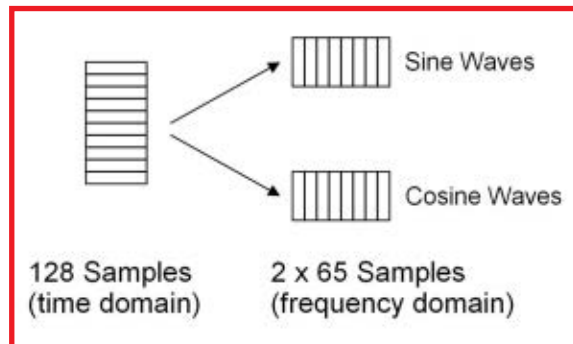 Sine Waves
Cosine Waves
128 Samples
(time domain)
2 x 65 Samples
(frequency domain)